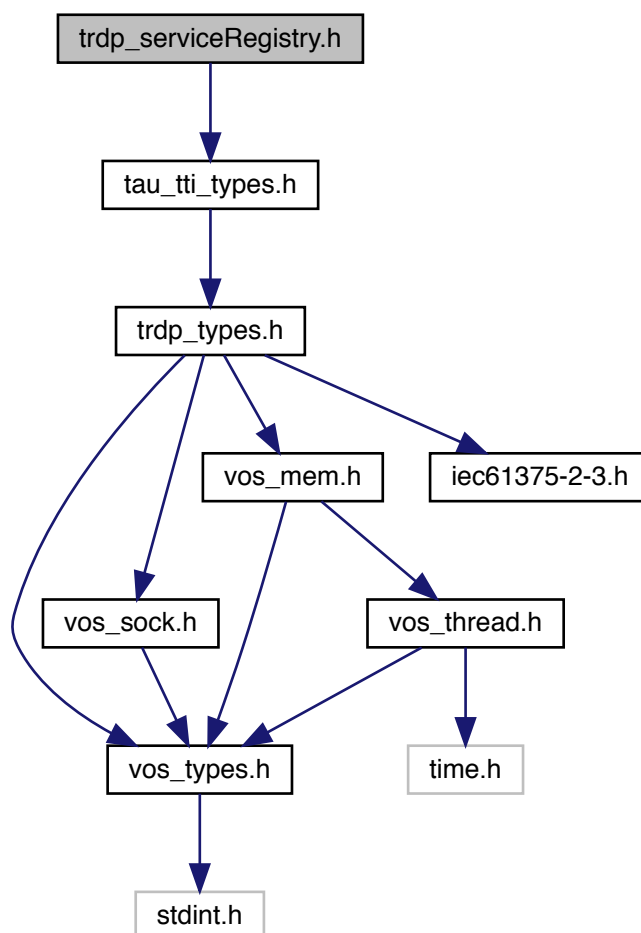 trdp_serviceRegistry.h
tau_tti_types.h
trdp_types.h
vos_mem.h
iec61375-2-3.h
vos_sock.h
vos_thread.h
vos_types.h
time.h
stdint.h